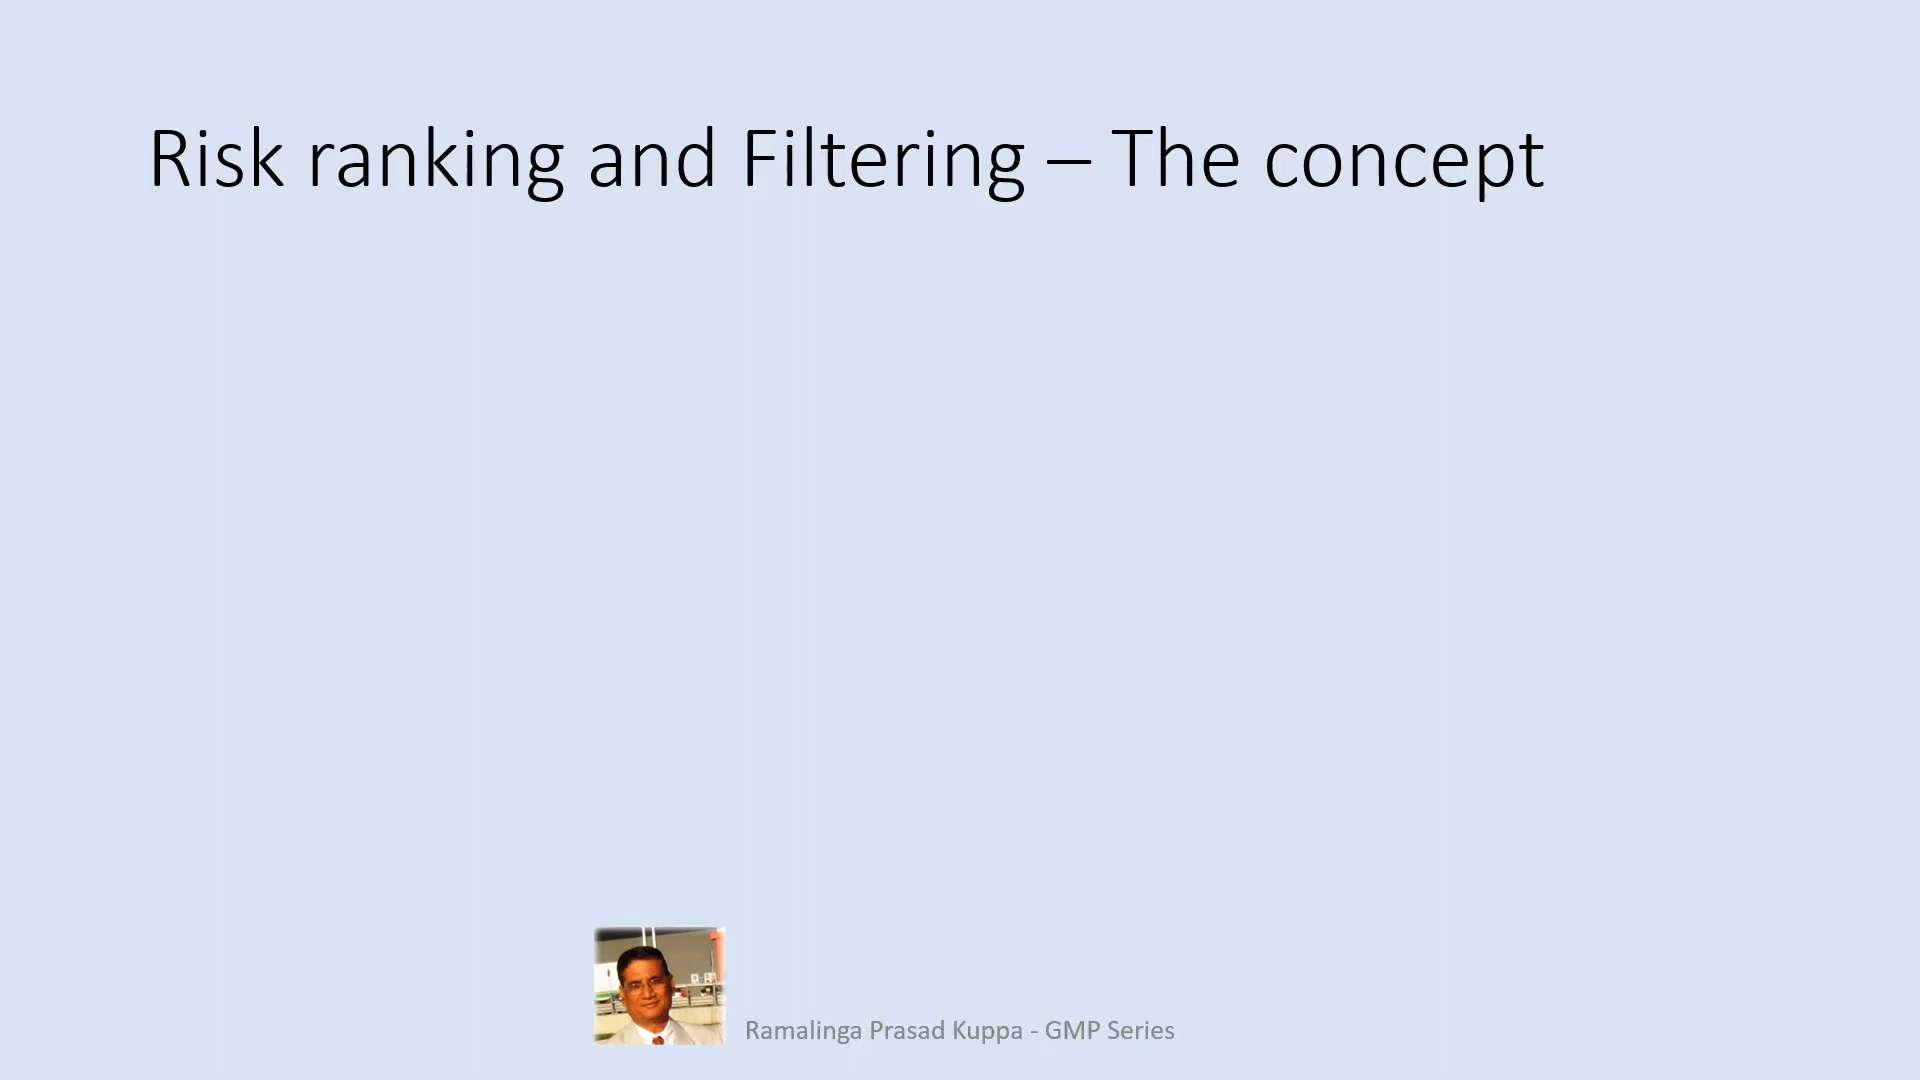 Risk ranking and Filtering – The concept
Ramalinga Prasad Kuppa - GMP Series